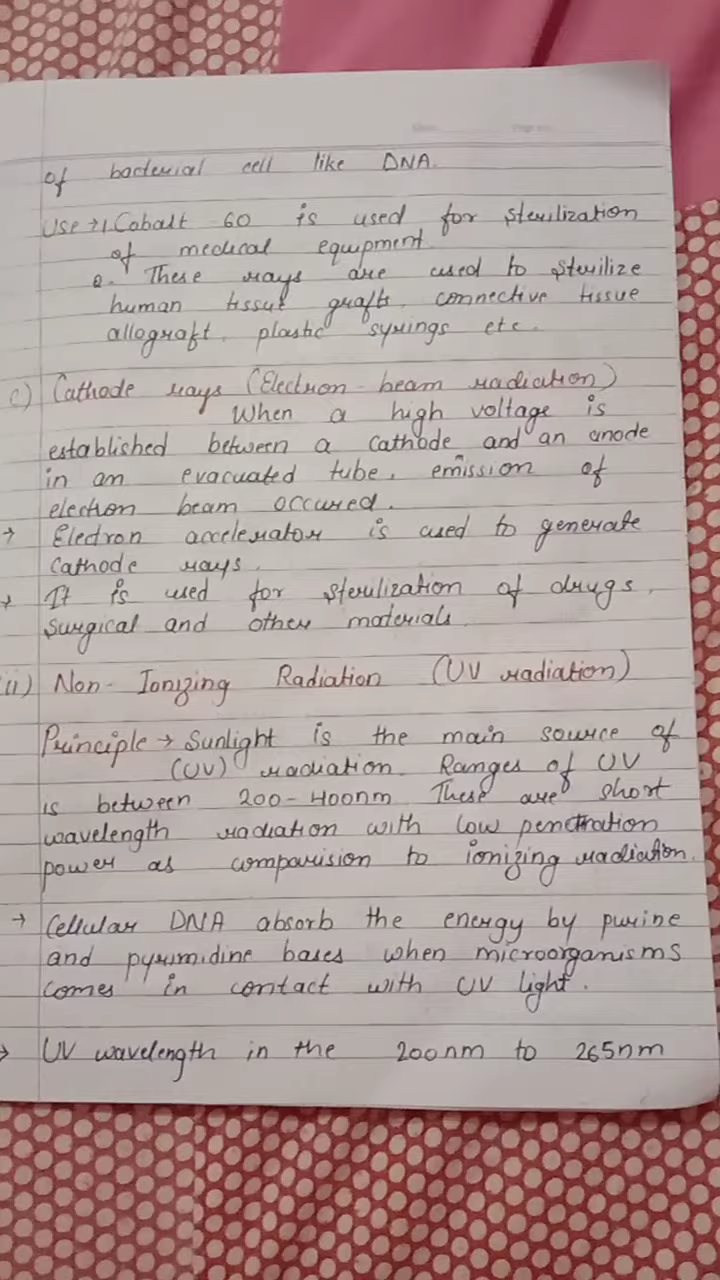 of bacterial cell like DNA.
Use → 1. Cobalt 60 is used for sterilization
of medical equipment
2. These rays are used to sterilize
human tissue grafts, connective tissue
allograft, plastic syrings etc.
c) Cathode rays (Electron beam radiation)
When a high voltage is
established between a cathode and an anode
in an evacuated tube, emission of
electron beam occured.
→ Electron accelerator is used to generate
cathode rays.
→ It is used for sterilization of drugs,
Surgical and other materials
ii) Non-Ionizing Radiation (UV radiation)
Principle → Sunlight is the main source of
(UV) radiation. Ranges of UV
is between 200-400nm These are short
wavelength radiation with low penetration
power as comparision to ionizing radiation.
→ Cellular DNA absorb the energy by purine
and pyrimidine bases when microorganisms
comes in contact with UV light.
→ UV wavelength in the 200nm to 265nm